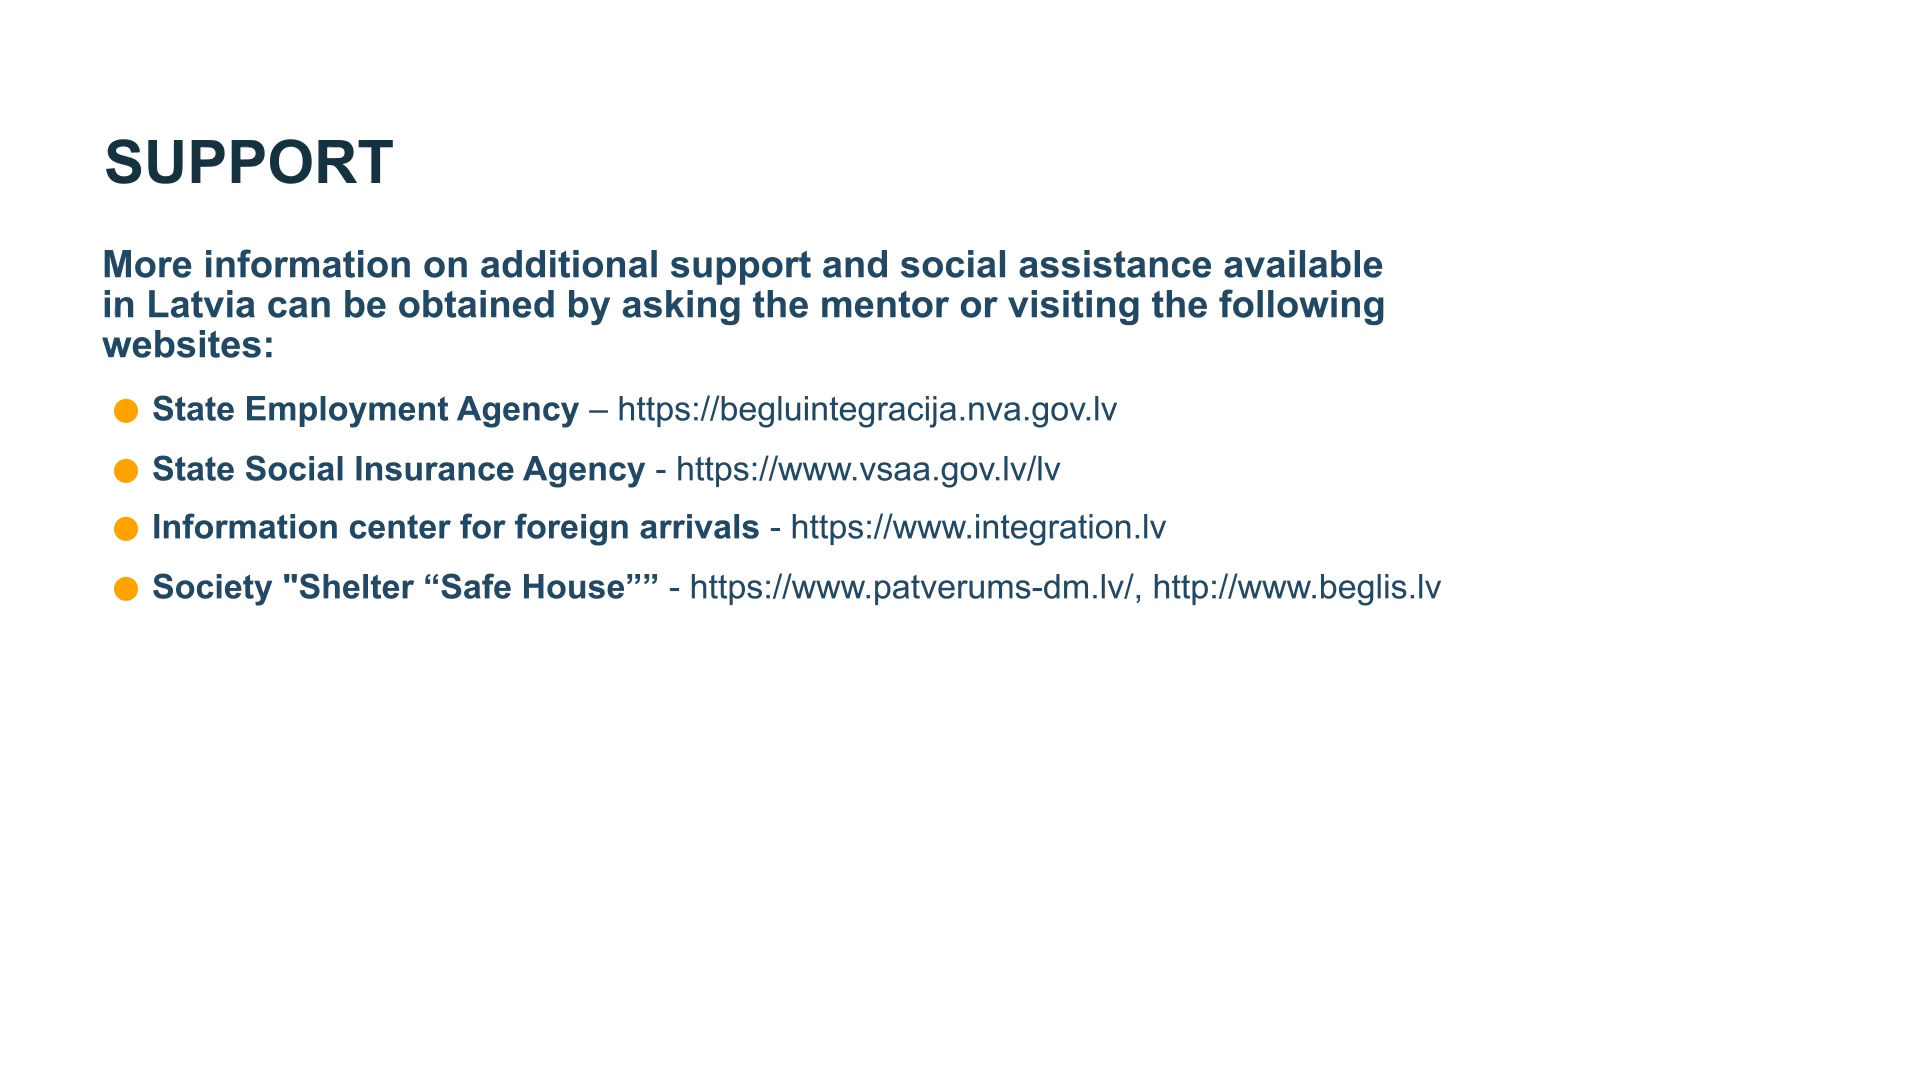 SUPPORT
More information on additional support and social assistance available
in Latvia can be obtained by asking the mentor or visiting the following
websites:
State Employment Agency – https://begluintegracija.nva.gov.lv
State Social Insurance Agency - https://www.vsaa.gov.lv/lv
Information center for foreign arrivals - https://www.integration.lv
Society "Shelter “Safe House”” - https://www.patverums-dm.lv/, http://www.beglis.lv